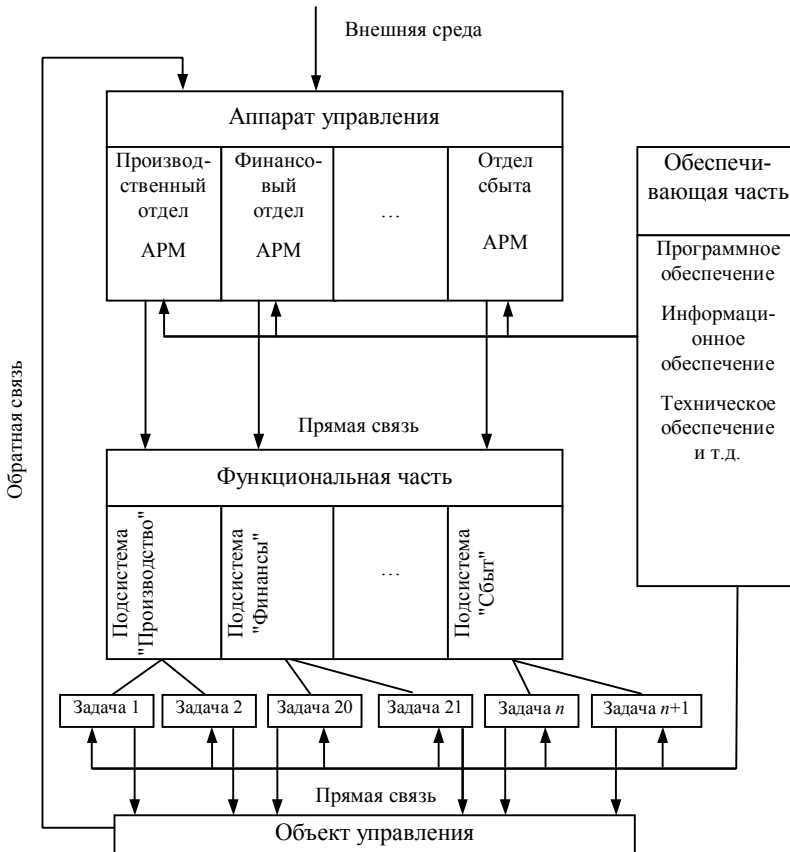 Внешняя среда
Аппарат управления
Производ-
ственный
отдел
АРМ
Финансо-
вый
отдел
АРМ
...
Отдел
сбыта
АРМ
Обеспечи-
вающая часть
Программное
обеспечение
Информаци-
онное
обеспечение
Техническое
обеспечение
и т.д.
Обратная связь
Прямая связь
Функциональная часть
Подсистема
"Производство"
Подсистема
"Финансы"
...
Подсистема
"Сбыт"
Задача 1
Задача 2
Задача 20
Задача 21
Задача n
Задача n+1
Прямая связь
Объект управления